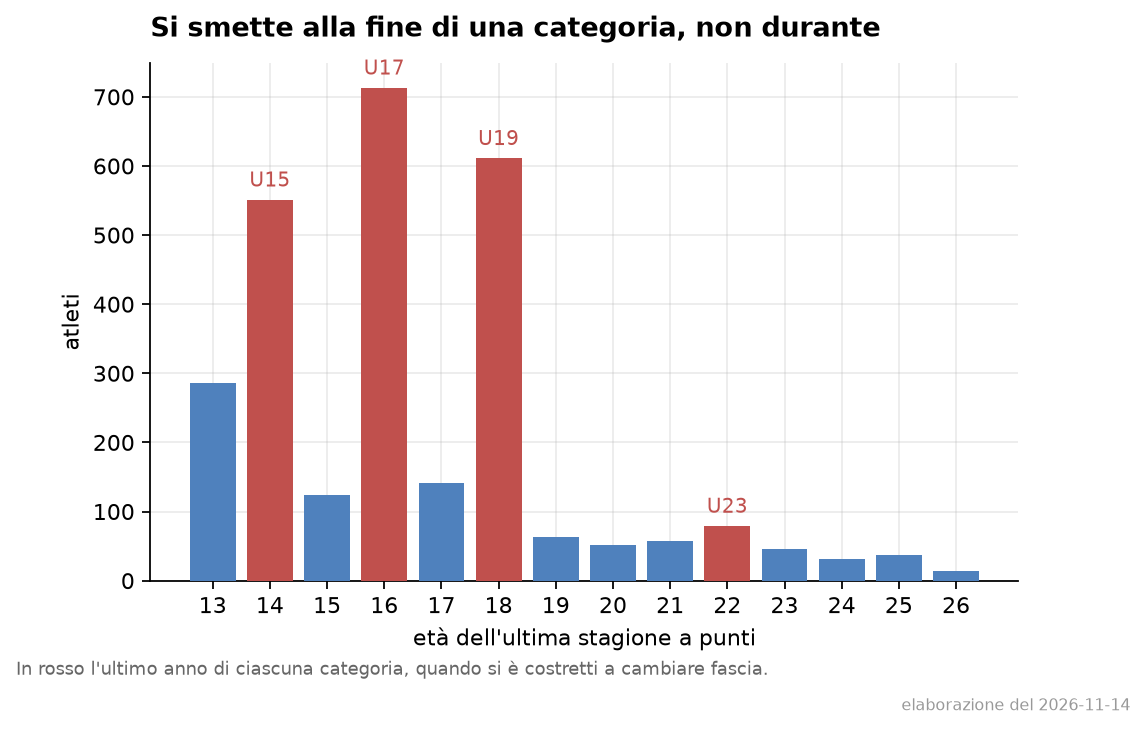 Si smette alla fine di una categoria, non durante
U17
U19
U15
U23
700
600
500
400
300
200
100
0
atleti
13 14 15 16 17 18 19 20 21 22 23 24 25 26
età dell'ultima stagione a punti
In rosso l'ultimo anno di ciascuna categoria, quando si è costretti a cambiare fascia.
elaborazione del 2026-11-14